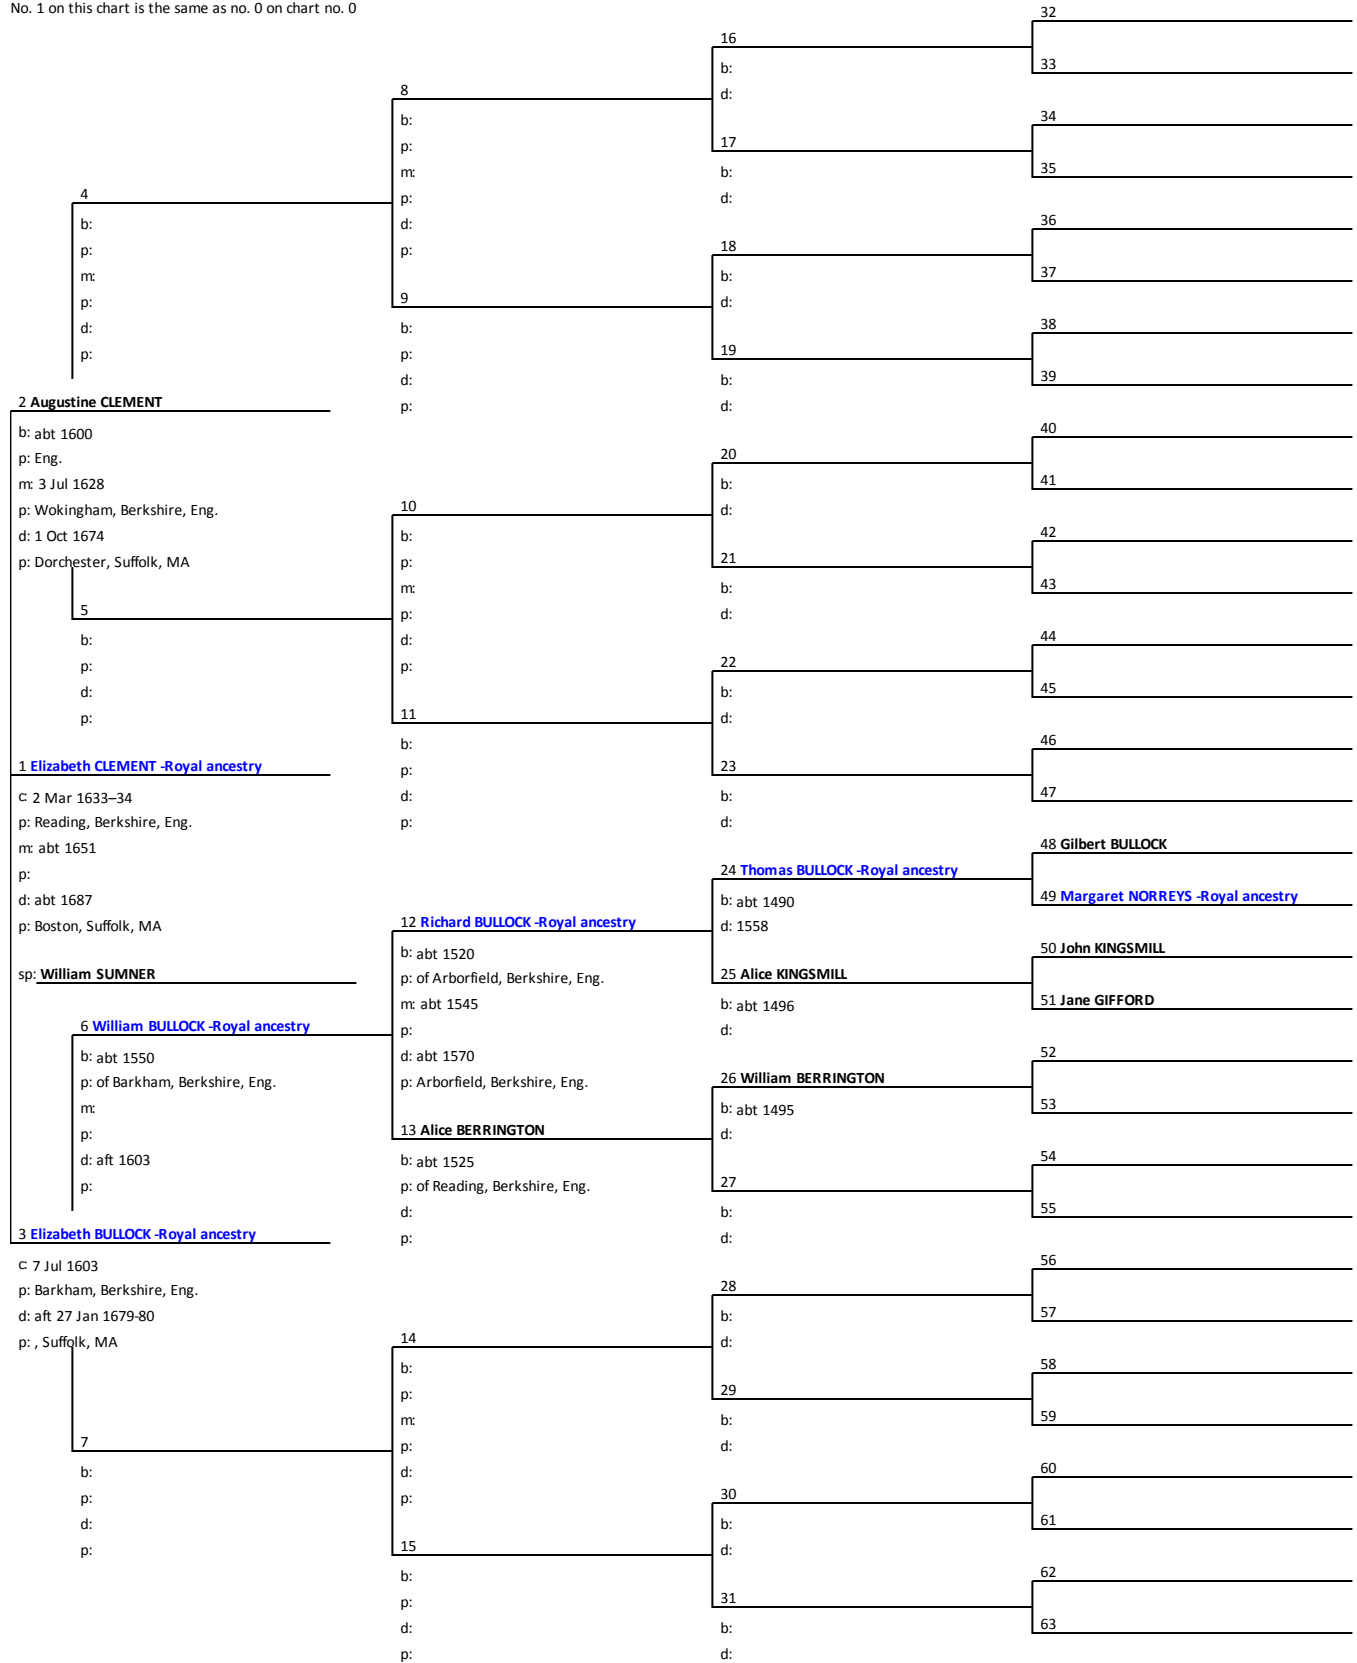 No. 1 on this chart is the same as no. 0 on chart no. 0
2 Augustine CLEMENT
b: abt 1600
p: Eng.
m: 3 Jul 1628
p: Wokingham, Berkshire, Eng.
d: 1 Oct 1674
p: Dorchester, Suffolk, MA
1 Elizabeth CLEMENT -Royal ancestry
c: 2 Mar 1633–34
p: Reading, Berkshire, Eng.
m: abt 1651
p:
d: abt 1687
p: Boston, Suffolk, MA
sp: William SUMNER
3 Elizabeth BULLOCK -Royal ancestry
c: 7 Jul 1603
p: Barkham, Berkshire, Eng.
d: aft 27 Jan 1679-80
p: , Suffolk, MA
4
b:
p:
m:
p:
d:
p:
5
b:
p:
d:
p:
6 William BULLOCK -Royal ancestry
b: abt 1550
p: of Barkham, Berkshire, Eng.
m:
p:
d: aft 1603
p:
7
b:
p:
d:
p:
8
b:
p:
m:
p:
d:
p:
9
b:
p:
d:
p:
10
b:
p:
m:
p:
d:
p:
11
b:
p:
d:
p:
12 Richard BULLOCK -Royal ancestry
b: abt 1520
p: of Arborfield, Berkshire, Eng.
m: abt 1545
p:
d: abt 1570
p: Arborfield, Berkshire, Eng.
13 Alice BERRINGTON
b: abt 1525
p: of Reading, Berkshire, Eng.
d:
p:
14
b:
p:
m:
p:
d:
p:
15
b:
p:
d:
p:
16
b:
d:
17
b:
d:
18
b:
d:
19
b:
d:
20
b:
d:
21
b:
d:
22
b:
d:
23
b:
d:
24 Thomas BULLOCK -Royal ancestry
b: abt 1490
d: 1558
25 Alice KINGSMILL
b: abt 1496
d:
26 William BERRINGTON
b: abt 1495
d:
27
b:
d:
28
b:
d:
29
b:
d:
30
b:
d:
31
b:
d:
32
33
34
35
36
37
38
39
40
41
42
43
44
45
46
47
48 Gilbert BULLOCK
49 Margaret NORREYS -Royal ancestry
50 John KINGSMILL
51 Jane GIFFORD
52
53
54
55
56
57
58
59
60
61
62
63